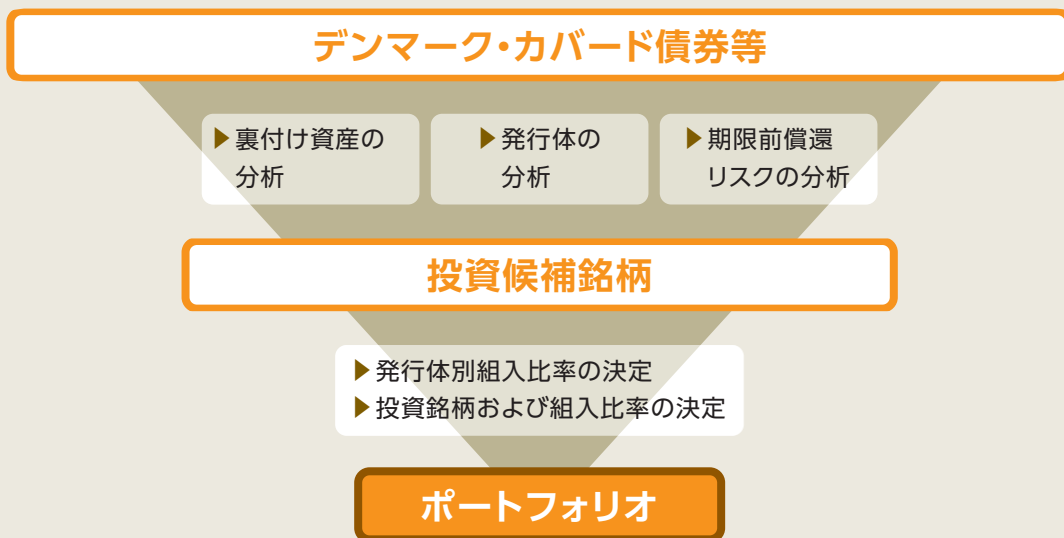 デンマーク・カバード債券等
▶裏付け資産の
分析
▶発行体の
分析
▶期限前償還
リスクの分析
投資候補銘柄
▶発行体別組入比率の決定
▶投資銘柄および組入比率の決定
ポートフォリオ